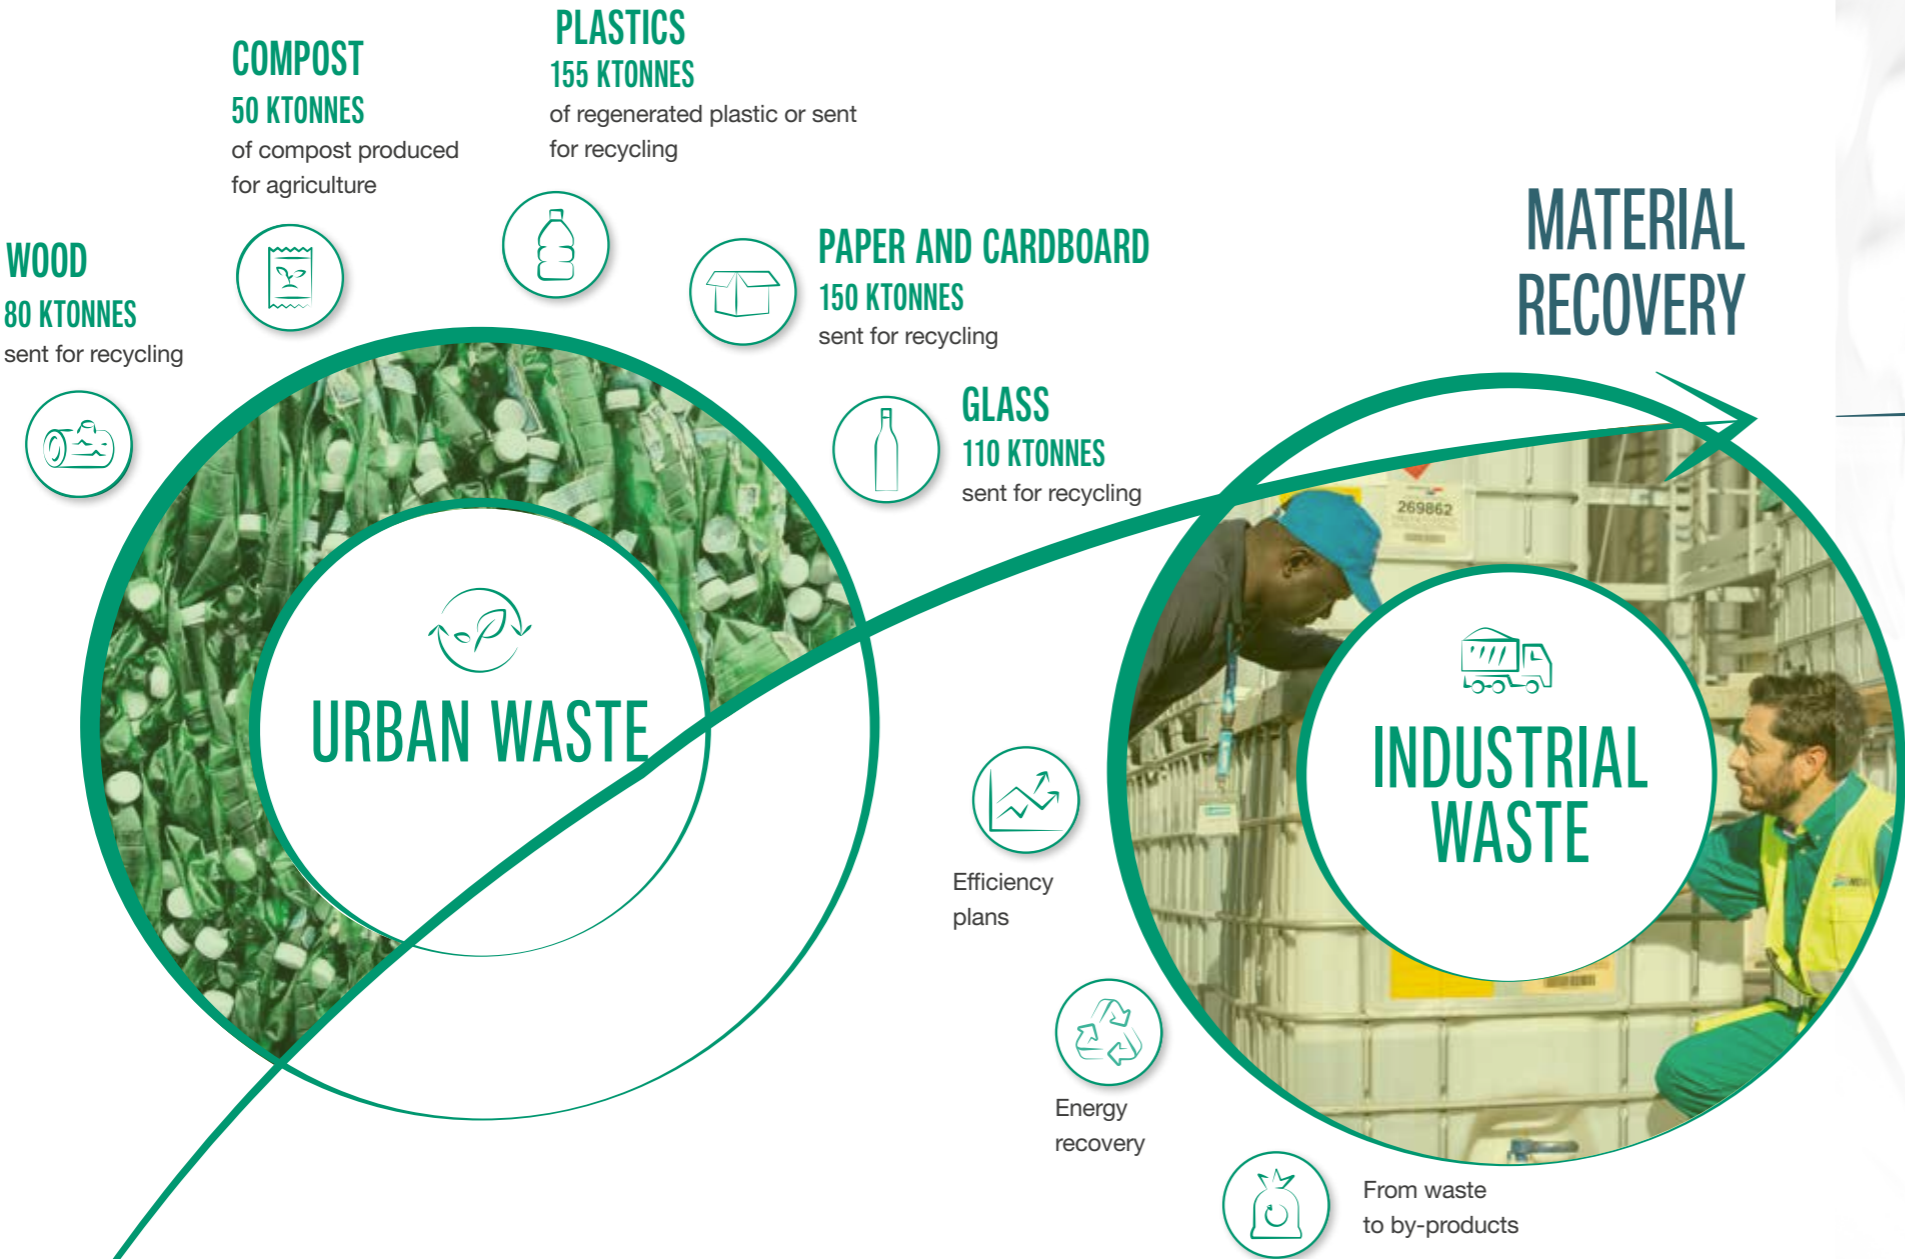 PLASTICS
155 KTONNES
of regenerated plastic or sent
for recycling
COMPOST
50 KTONNES
of compost produced
for agriculture
WOOD
80 KTONNES
sent for recycling
PAPER AND CARDBOARD
150 KTONNES
sent for recycling
GLASS
110 KTONNES
sent for recycling
MATERIAL
RECOVERY
269862
URBAN WASTE
INDUSTRIAL
WASTE
Efficiency
plans
Energy
recovery
From waste
to by-products